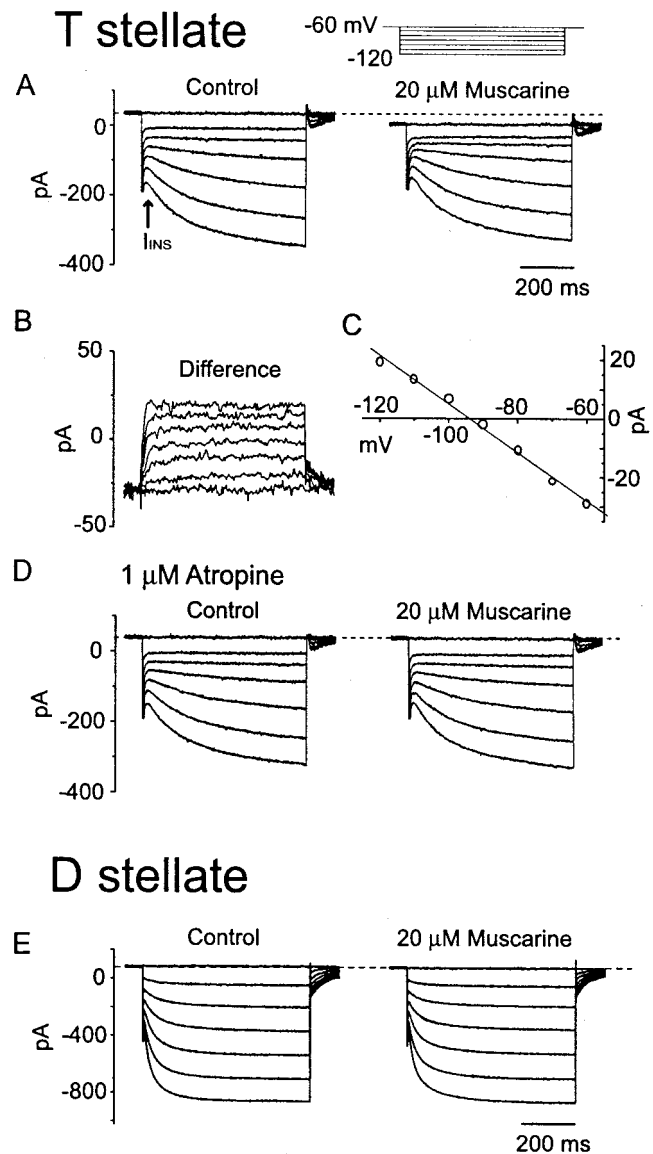 T stellate
-60 mV
-120
A
Control
20 µM Muscarine
0
-200
-400
pA
I INS
200 ms
B
Difference
50
0
-50
pA
C
20
-120
-80
-60
0
mV
-100
-20
pA
D
1 µM Atropine
Control
20 µM Muscarine
0
-200
-400
pA
D stellate
E
Control
20 µM Muscarine
0
-400
-800
pA
200 ms